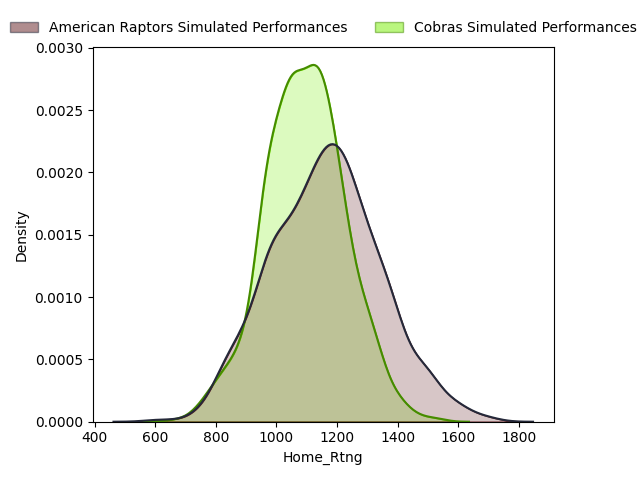 American Raptors Simulated Performances
Cobras Simulated Performances
0.0030
0.0025
0.0020
0.0015
0.0010
0.0005
0.0000
Density
400 600 800 1000 1200 1400 1600 1800
Home_Rtng